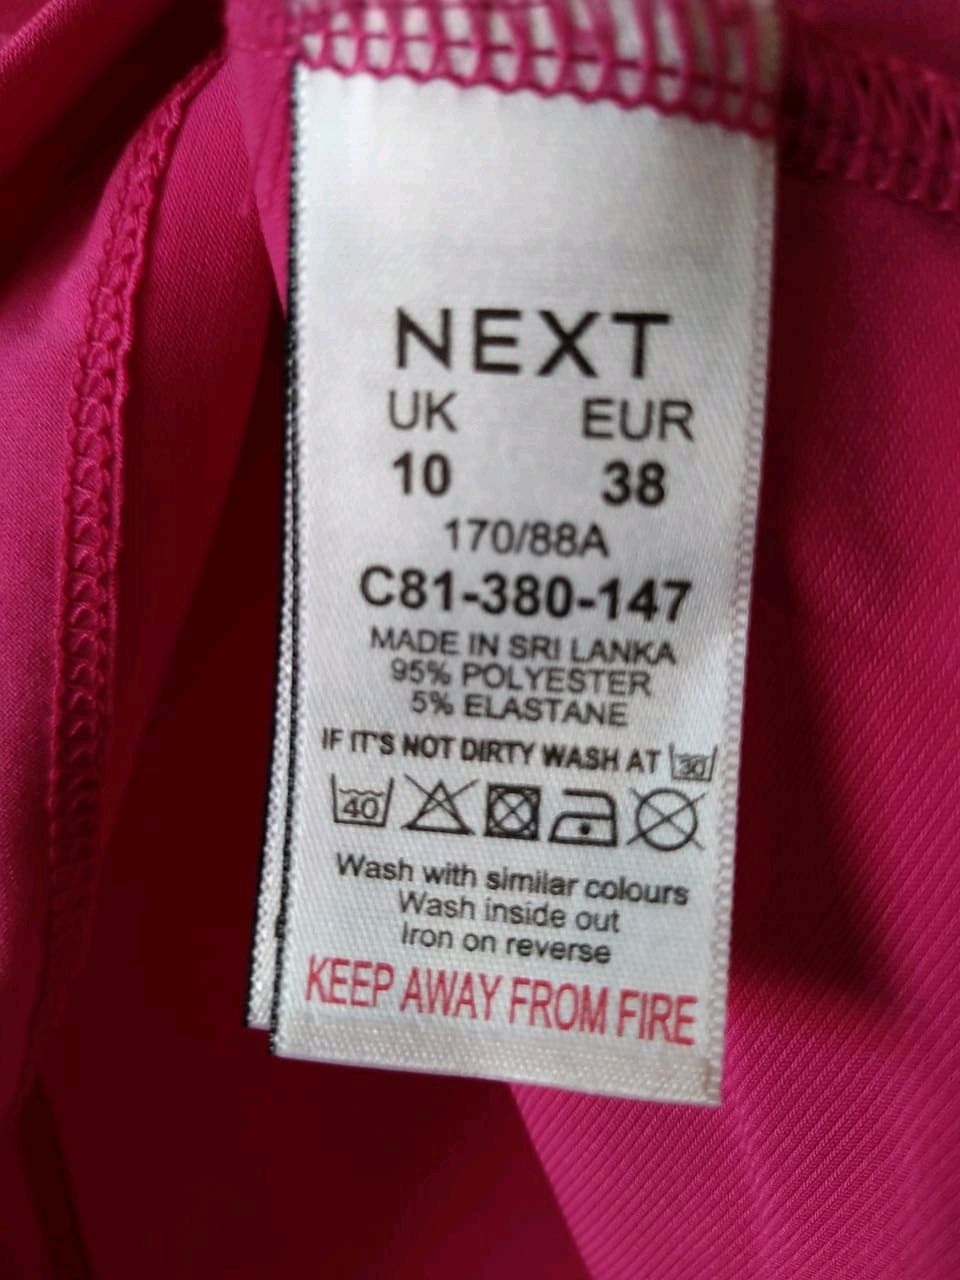 NEXT
UK EUR
10 38
170/88A
C81-380-147
MADE IN SRI LANKA
95% POLYESTER
5% ELASTANE
IF IT'S NOT DIRTY WASH AT 30
40
Wash with similar colours
Wash inside out
Iron on reverse
KEEP AWAY FROM FIRE